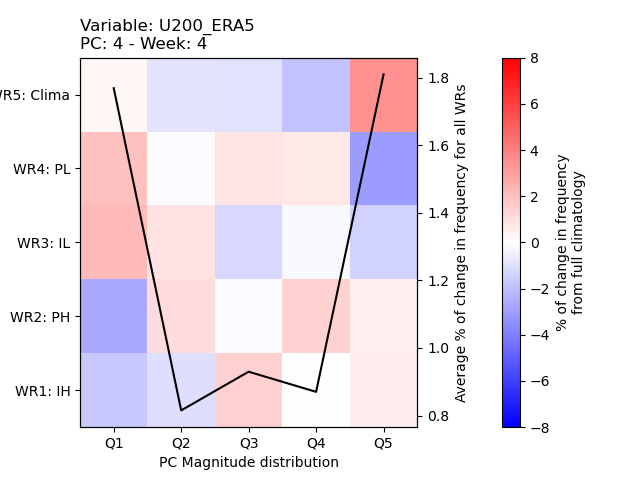 Variable: U200_ERA5
PC: 4 - Week: 4
WR5: Clima
WR4: PL
WR3: IL
WR2: PH
WR1: IH
Q1 Q2 Q3 Q4 Q5
PC Magnitude distribution
1.8
1.6
1.4
1.2
1.0
0.8
Average % of change in frequency for all WRs
8
6
4
2
0
−2
−4
−6
−8
% of change in frequency
from full climatology